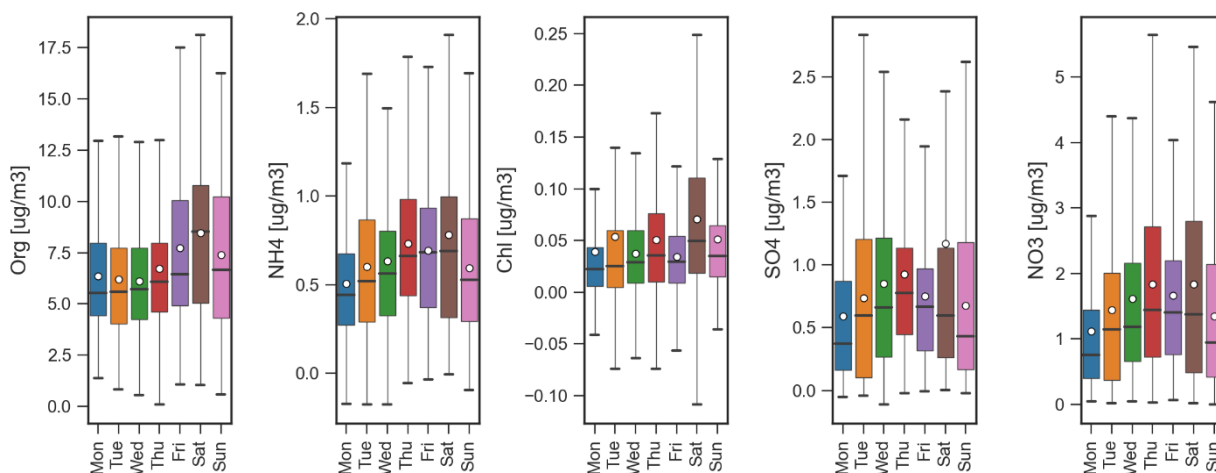 Org [ug/m3]
17.5
15.0
12.5
10.0
7.5
5.0
2.5
0.0
Mon
Tue
Wed
Thu
Fri
Sat
Sun
NH4 [ug/m3]
2.0
1.5
1.0
0.5
0.0
Mon
Tue
Wed
Thu
Fri
Sat
Sun
Chl [ug/m3]
0.25
0.20
0.15
0.10
0.05
0.00
−0.05
−0.10
Mon
Tue
Wed
Thu
Fri
Sat
Sun
SO4 [ug/m3]
2.5
2.0
1.5
1.0
0.5
0.0
Mon
Tue
Wed
Thu
Fri
Sat
Sun
NO3 [ug/m3]
5
4
3
2
1
0
Mon
Tue
Wed
Thu
Fri
Sat
Sun